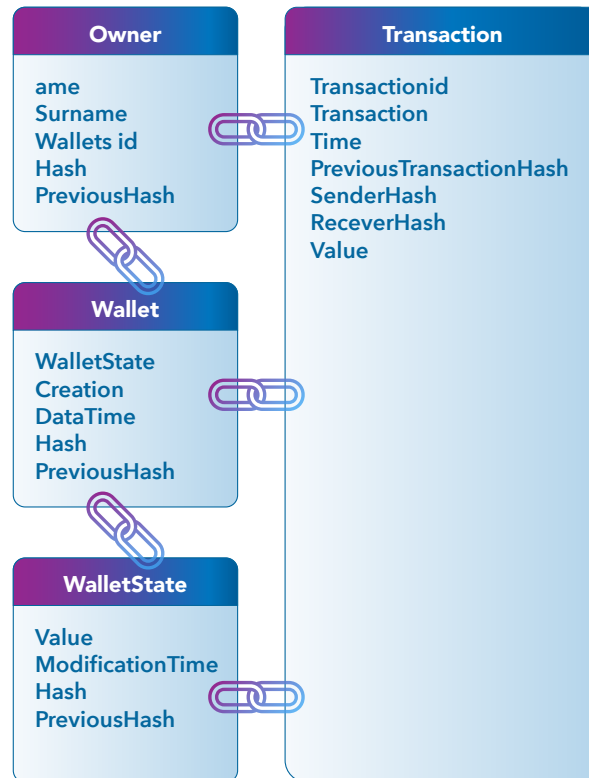 Owner
ame
Surname
Wallets id
Hash
PreviousHash
Transaction
Transactionid
Transaction
Time
PreviousTransactionHash
SenderHash
ReceverHash
Value
Wallet
WalletState
Creation
DataTime
Hash
PreviousHash
WalletState
Value
ModificationTime
Hash
PreviousHash